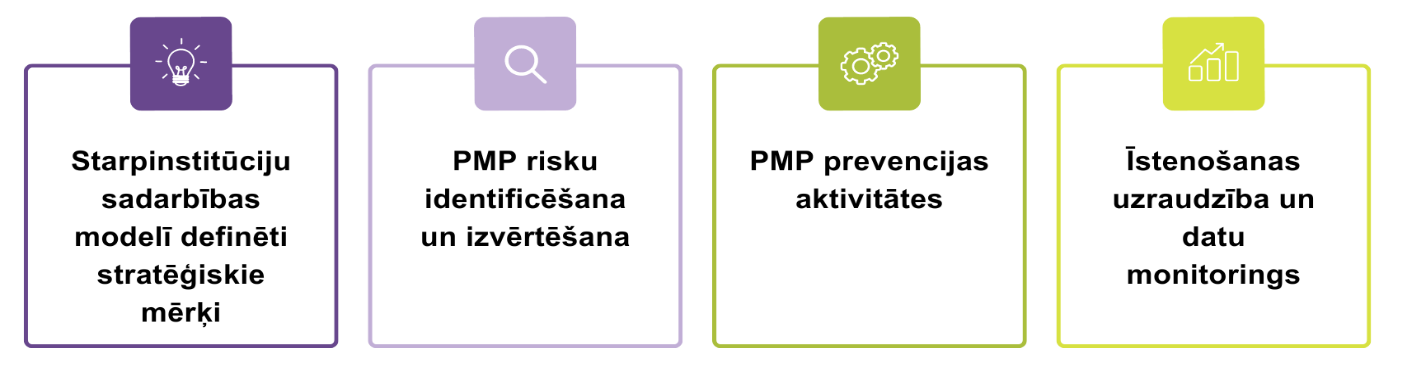 Starpinstitūciju
sadarbības
modelī definēti
stratēģiskie
mērķi
PMP risku
identificēšana
un izvērtēšana
PMP prevencijas
aktivitātes
Īstenošanas
uzraudzība un
datu
monitorings